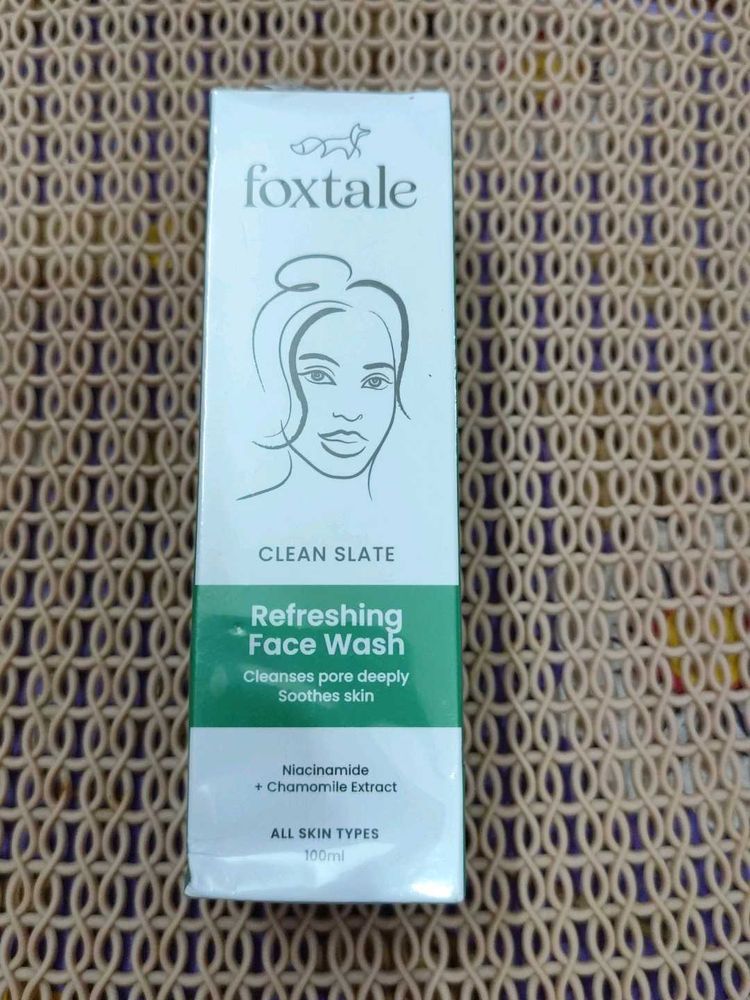 foxtale
CLEAN SLATE
Refreshing
Face Wash
Cleanses pore deeply
Soothes skin
Niacinamide
+ Chamomile Extract
ALL SKIN TYPES
100ml